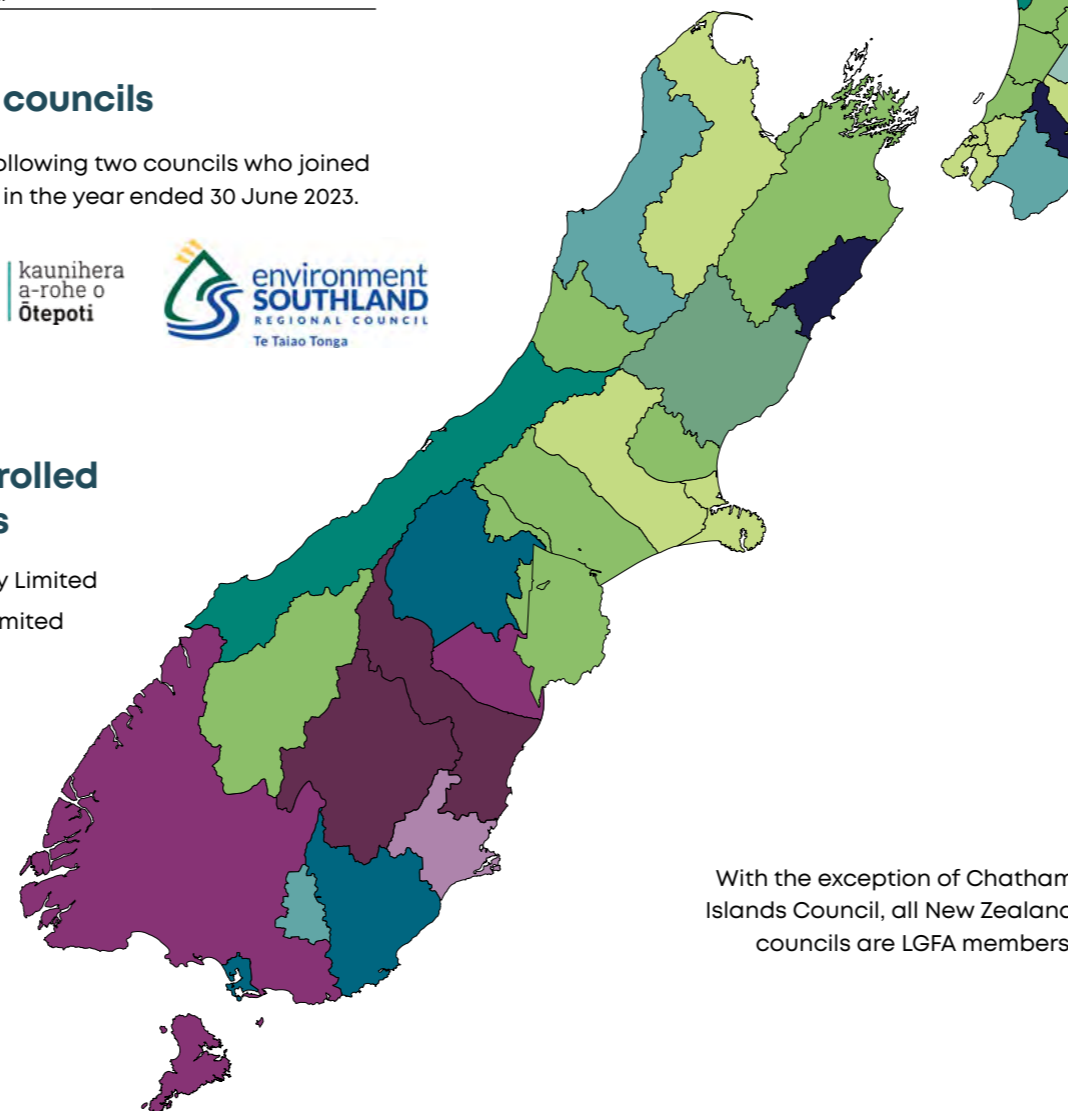 councils
ollowing two councils who joined
in the year ended 30 June 2023.
kaunihera
a-rohe o
Ōtepoti
environment
SOUTHLAND
REGIONAL COUNCIL
Te Taiao Tonga
rolled
s
y Limited
mited
With the exception of Chatham
Islands Council, all New Zealand
councils are LGFA members